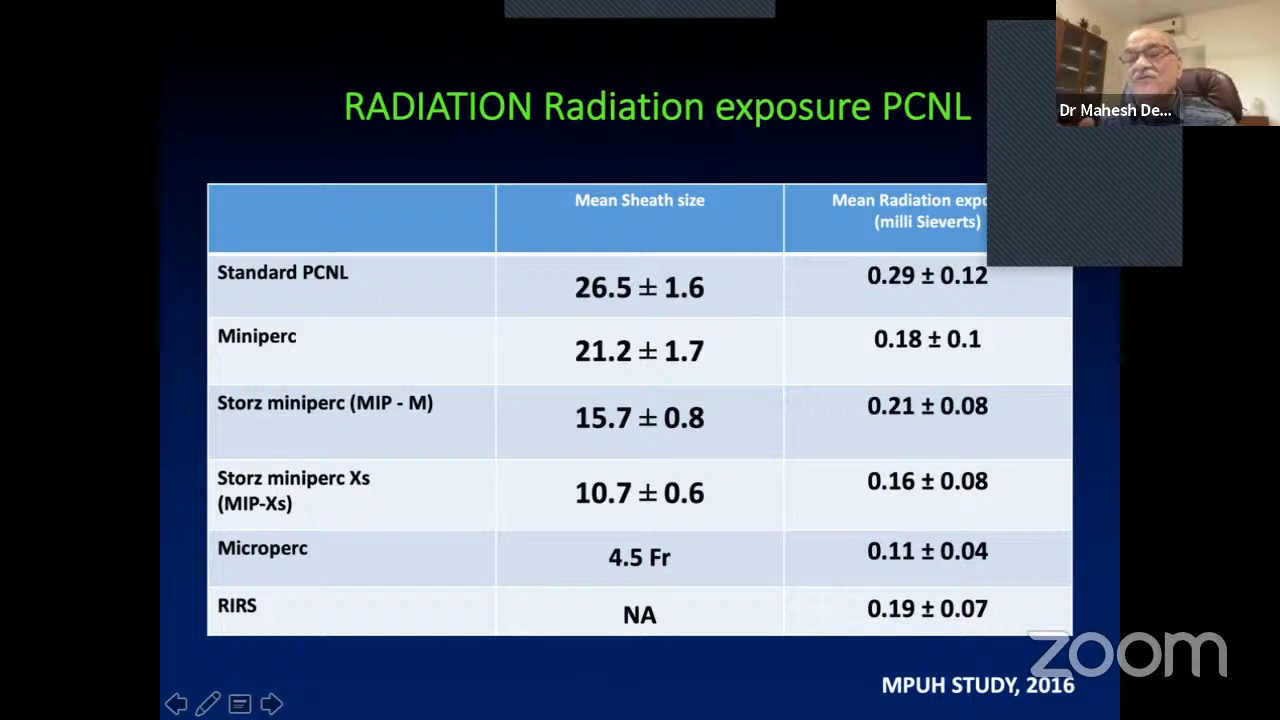 RADIATION Radiation exposure PCNL
Dr Mahesh De...
Mean Sheath size
Mean Radiation expo
(milli Sieverts)
Standard PCNL
26.5 ± 1.6
0.29 ± 0.12
Miniperc
21.2 ± 1.7
0.18 ± 0.1
Storz miniperc (MIP - M)
15.7 ± 0.8
0.21 ± 0.08
Storz miniperc Xs
(MIP-Xs)
10.7 ± 0.6
0.16 ± 0.08
Microperc
4.5 Fr
0.11 ± 0.04
RIRS
NA
0.19 ± 0.07
zoom
MPUH STUDY, 2016